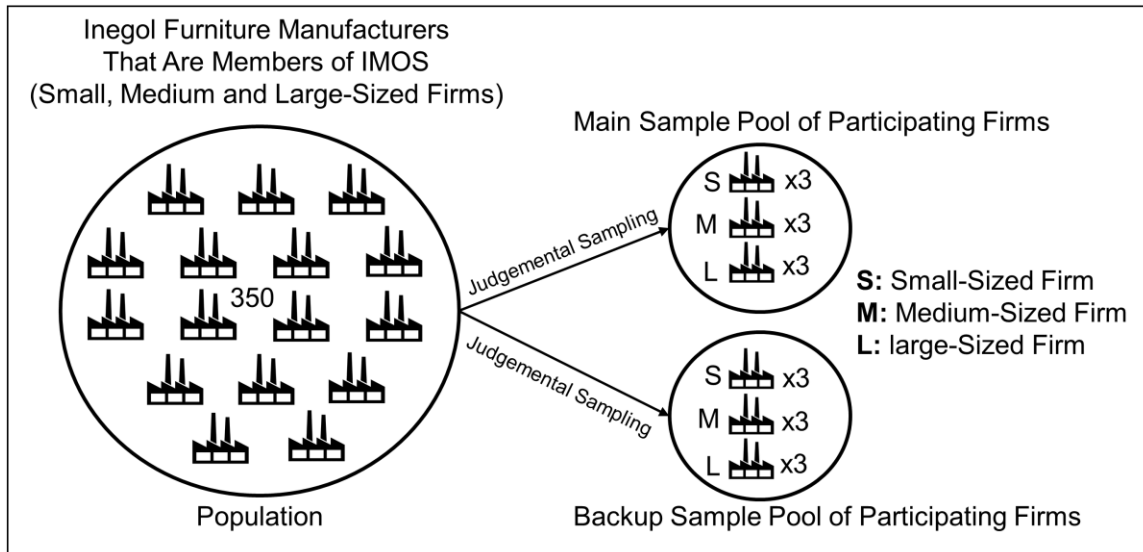 Inegol Furniture Manufacturers
That Are Members of IMOS
(Small, Medium and Large-Sized Firms)
350
Population
Judgemental Sampling
Judgemental Sampling
Main Sample Pool of Participating Firms
S x3
M x3
L x3
S x3
M x3
L x3
Backup Sample Pool of Participating Firms
S: Small-Sized Firm
M: Medium-Sized Firm
L: large-Sized Firm